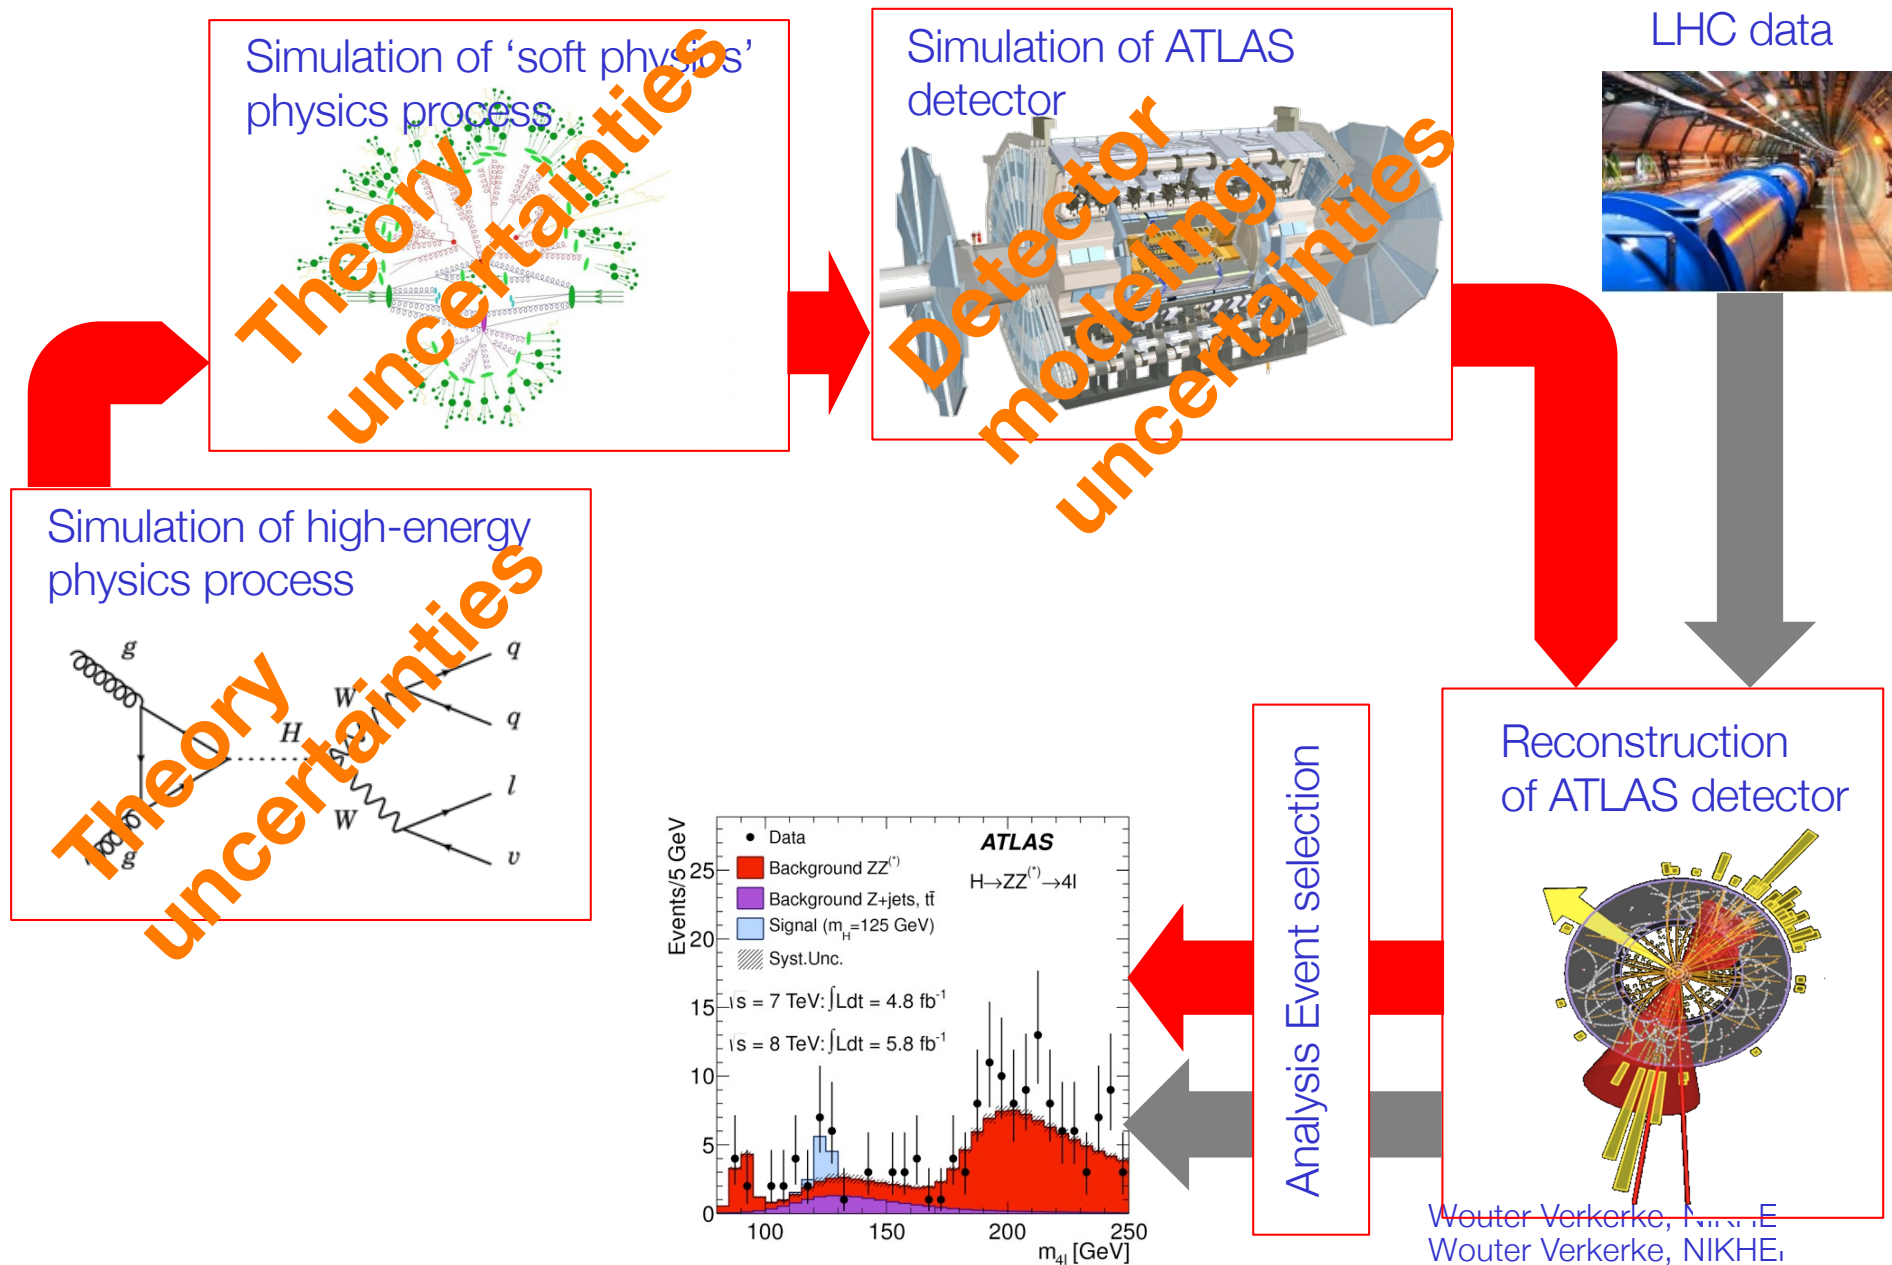 Simulation of ‘soft physics’
physics process
Theory
uncertainties
Simulation of ATLAS
detector
Detector
modeling
uncertainties
LHC data
Simulation of high-energy
physics process
Theory
uncertainties
g
g
H
W
W
q
q
l
ν
Reconstruction
of ATLAS detector
Analysis Event selection
Events/5 GeV
Data
Background ZZ(*)
Background Z+jets, tt̄
Signal (mH=125 GeV)
Syst.Unc.
ATLAS
H→ZZ(*)→4l
√s = 7 TeV: ∫Ldt = 4.8 fb-1
√s = 8 TeV: ∫Ldt = 5.8 fb-1
25
20
15
10
5
0
100 150 200 250
m4l [GeV]
Wouter Verkerke,
Wouter Verkerke,